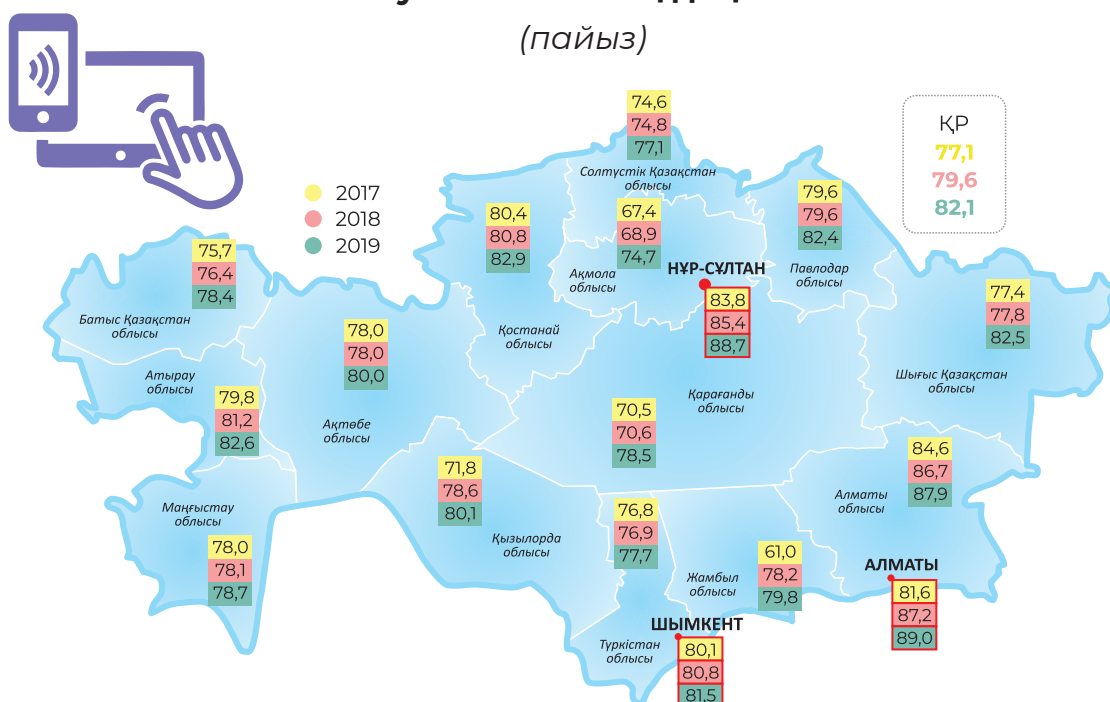 (пайыз)
ҚР
77,1
79,6
82,1
2017
2018
2019
74,6
74,8
77,1
Солтүстік Қазақстан
облысы
80,4
80,8
82,9
Қостанай
облысы
67,4
68,9
74,7
Ақмола
облысы
79,6
79,6
82,4
Павлодар
облысы
НҰР-СҰЛТАН
83,8
85,4
88,7
75,7
76,4
78,4
Батыс Қазақстан
облысы
78,0
78,0
80,0
Ақтөбе
облысы
77,4
77,8
82,5
Шығыс Қазақстан
облысы
Атырау
облысы
79,8
81,2
82,6
Қарағанды
облысы
70,5
70,6
78,5
71,8
78,6
80,1
Қызылорда
облысы
84,6
86,7
87,9
Алматы
облысы
Маңғыстау
облысы
78,0
78,1
78,7
76,8
76,9
77,7
Түркістан
облысы
61,0
78,2
79,8
Жамбыл
облысы
АЛМАТЫ
81,6
87,2
89,0
ШЫМКЕНТ
80,1
80,8
81,5